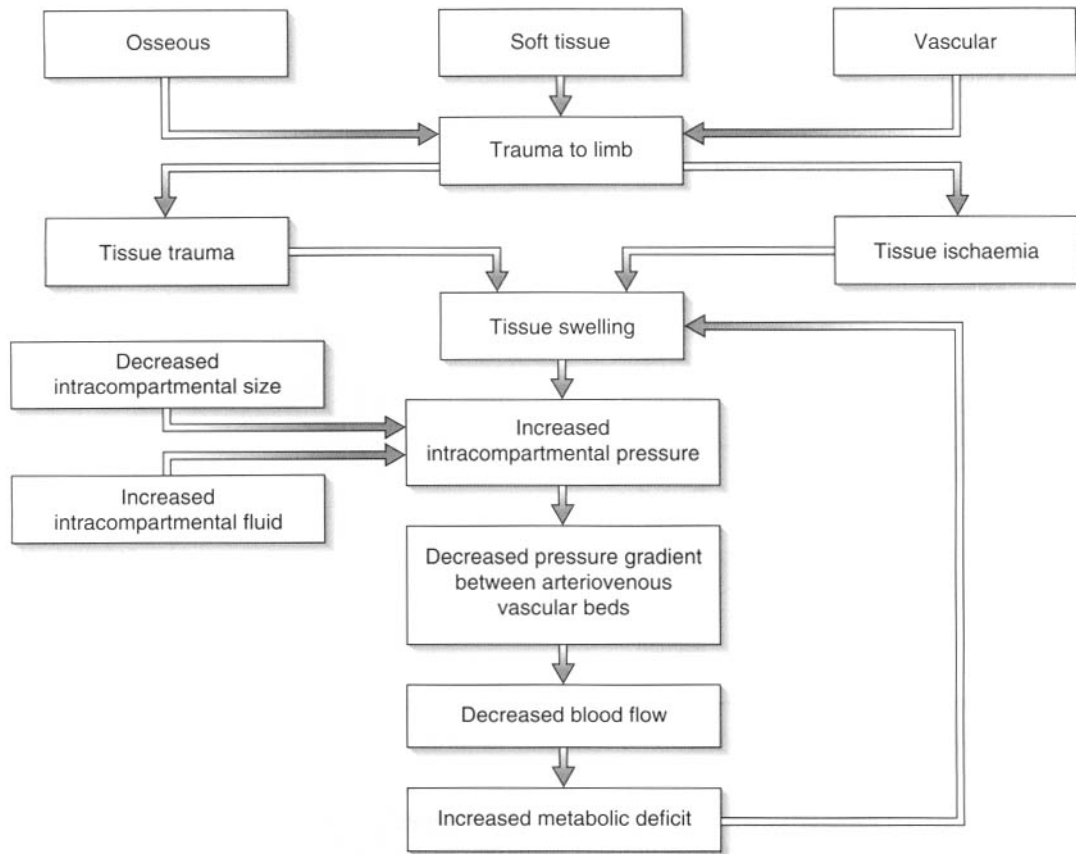 Osseous
Soft tissue
Vascular
Trauma to limb
Tissue trauma
Tissue ischaemia
Tissue swelling
Decreased
intracompartmental size
Increased
intracompartmental pressure
Increased
intracompartmental fluid
Decreased pressure gradient
between arteriovenous
vascular beds
Decreased blood flow
Increased metabolic deficit